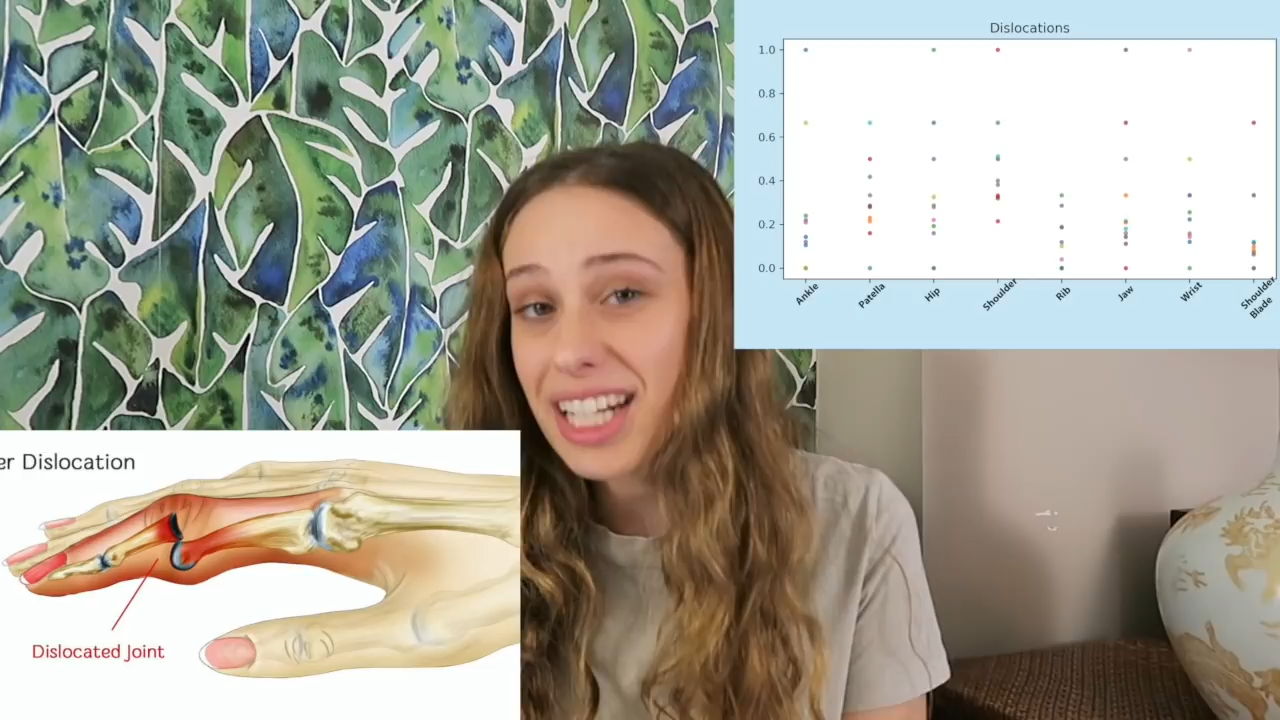 Dislocations
1.0
0.8
0.6
0.4
0.2
0.0
Ankle
Patella
Hip
Shoulder
Rib
Jaw
Wrist
Shoulder
Blade
er Dislocation
Dislocated Joint